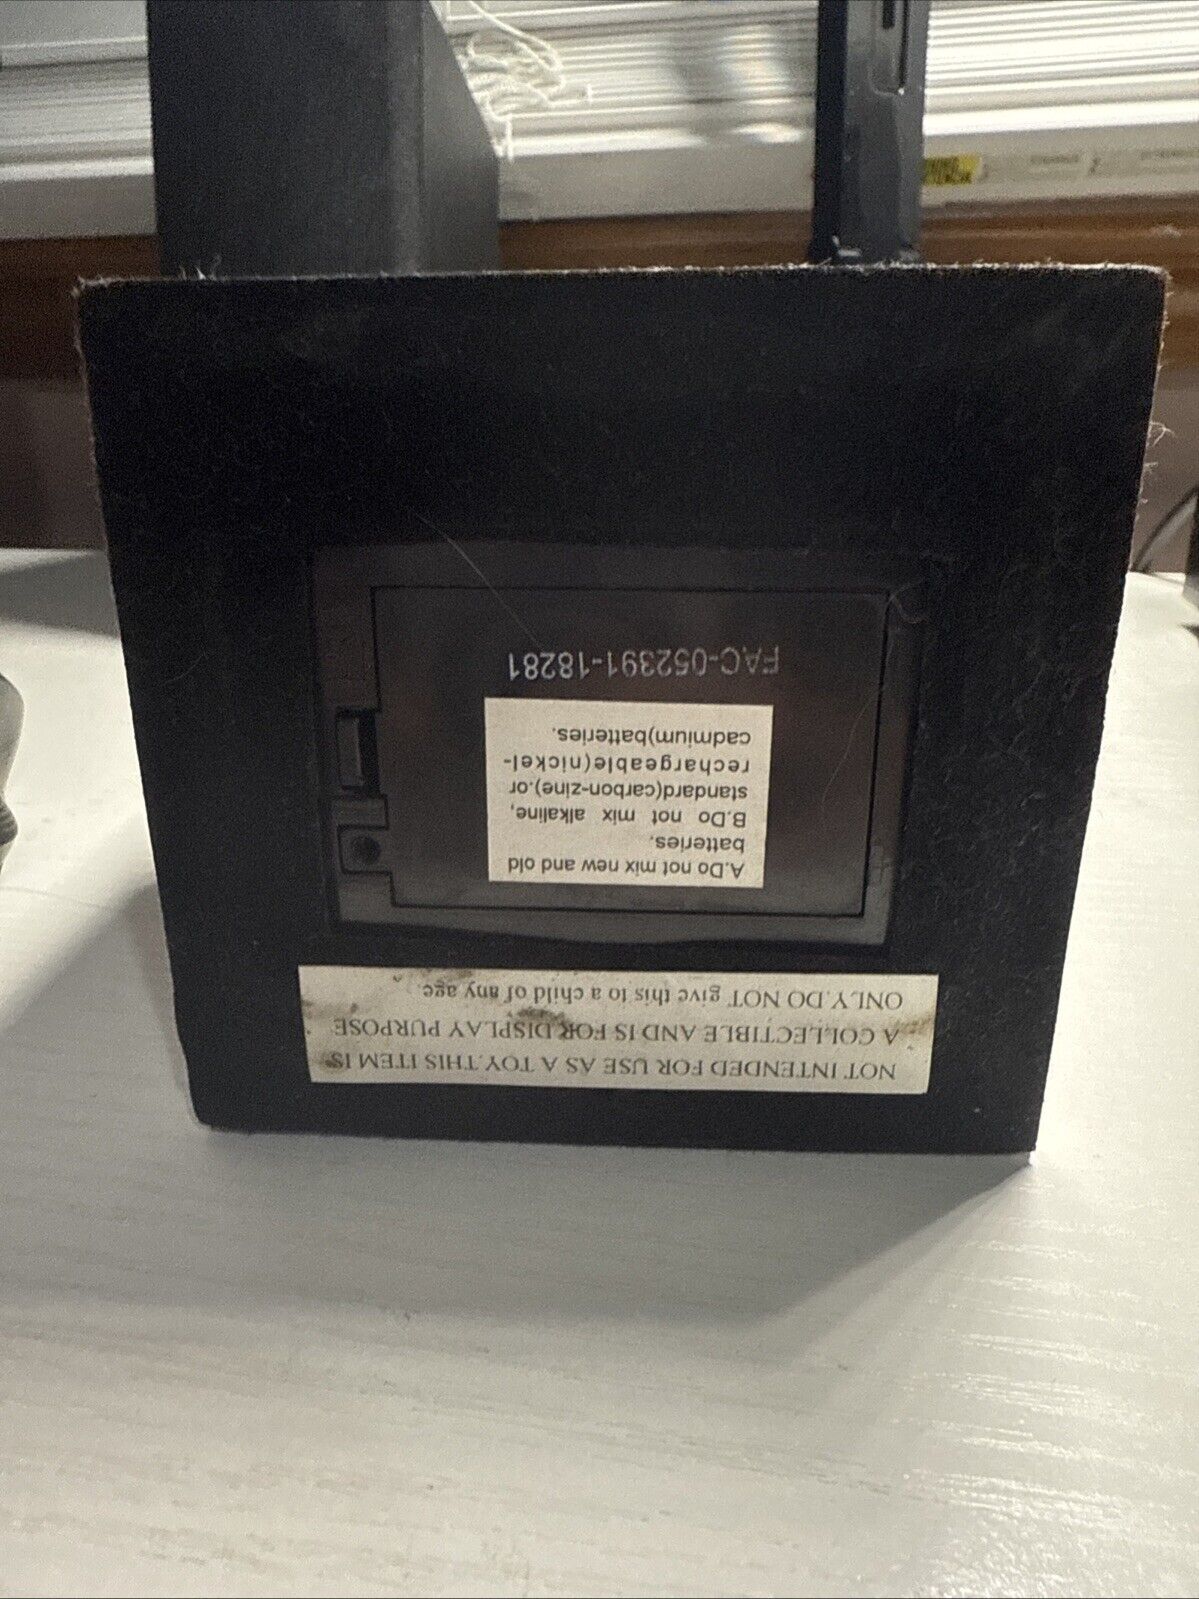 NOT INTENDED FOR USE AS A TOY.THIS ITEM IS
A COLLECTIBLE AND IS FOR DISPLAY PURPOSE
ONLY.DO NOT give this to a child of any age.
A.Do not mix new and old
batteries.
B.Do not mix alkaline,
standard(carbon-zine).or
rechargeable(nickel-
cadmium)batteries.
FAC-052391-18281